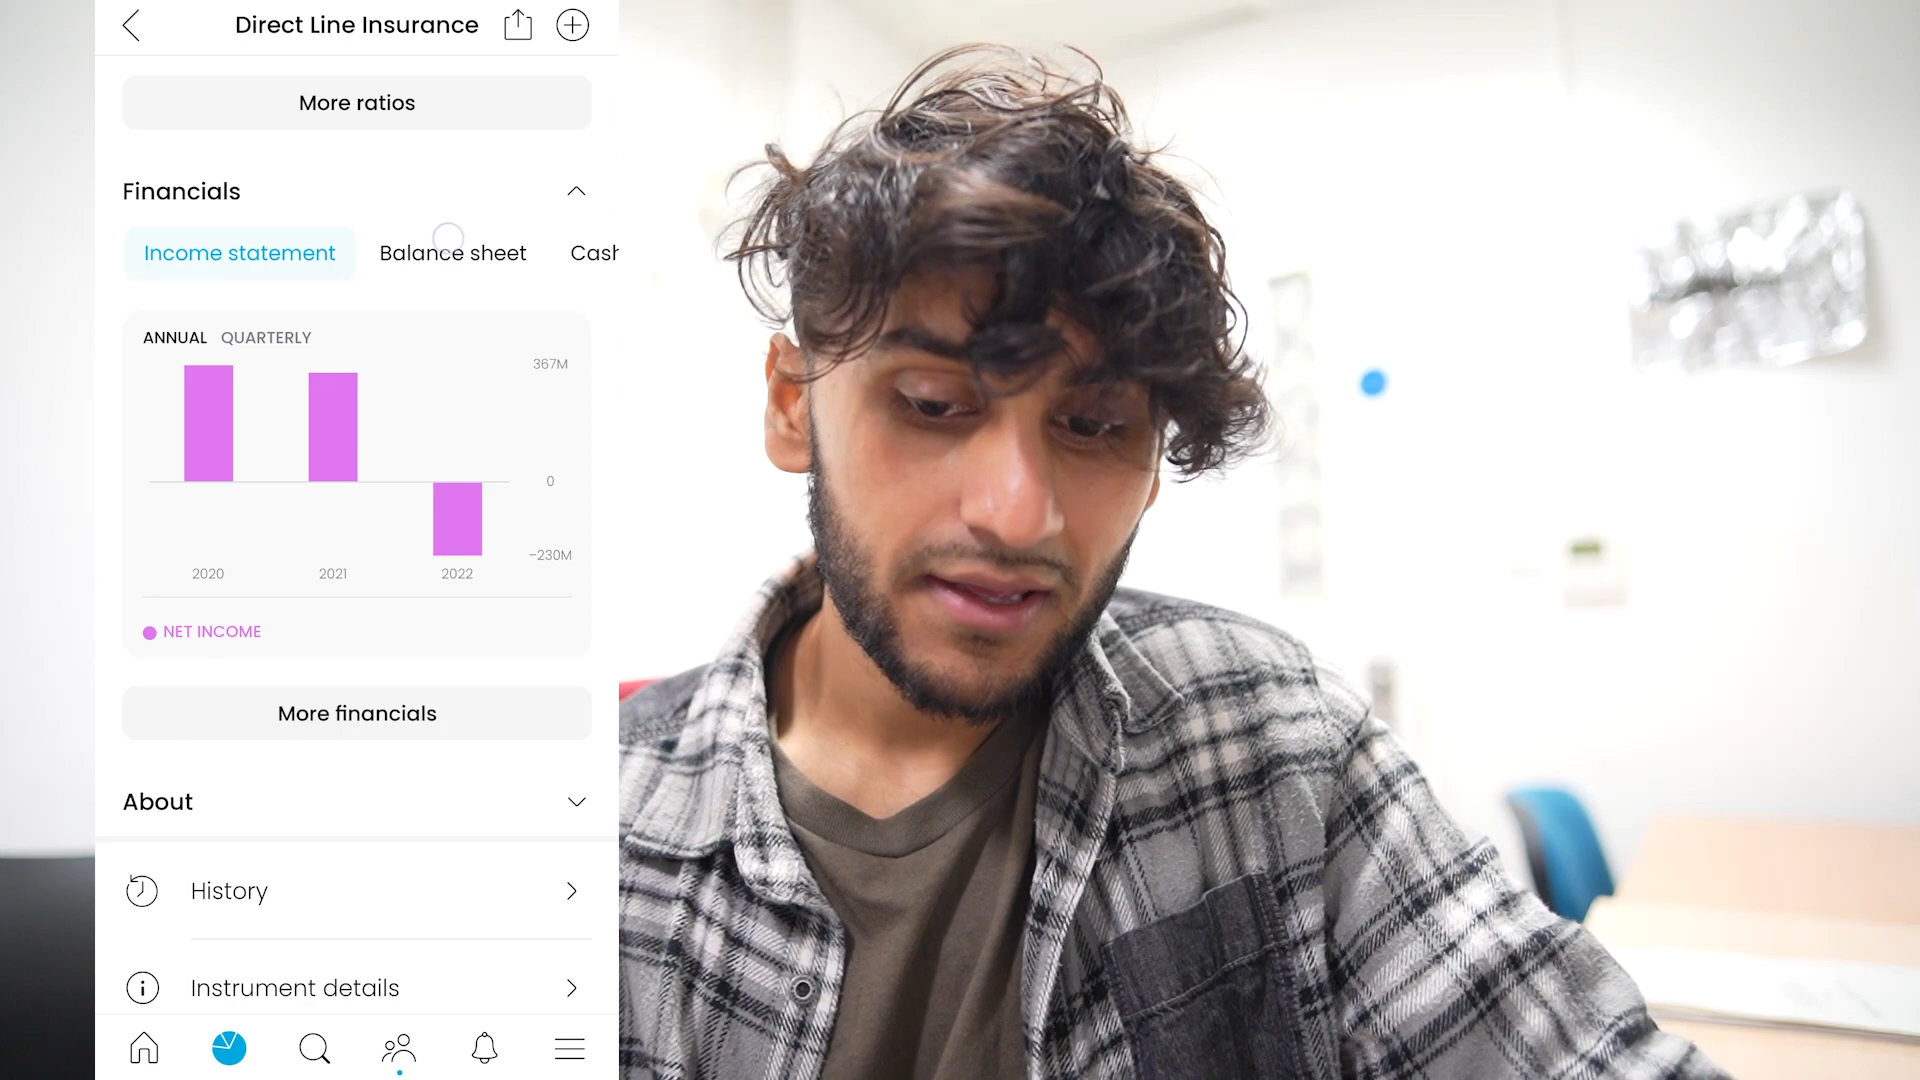 Direct Line Insurance
More ratios
Financials
Income statement
Balance sheet
Cash
ANNUAL QUARTERLY
367M
0
-230M
2020 2021 2022
NET INCOME
More financials
About
History
Instrument details